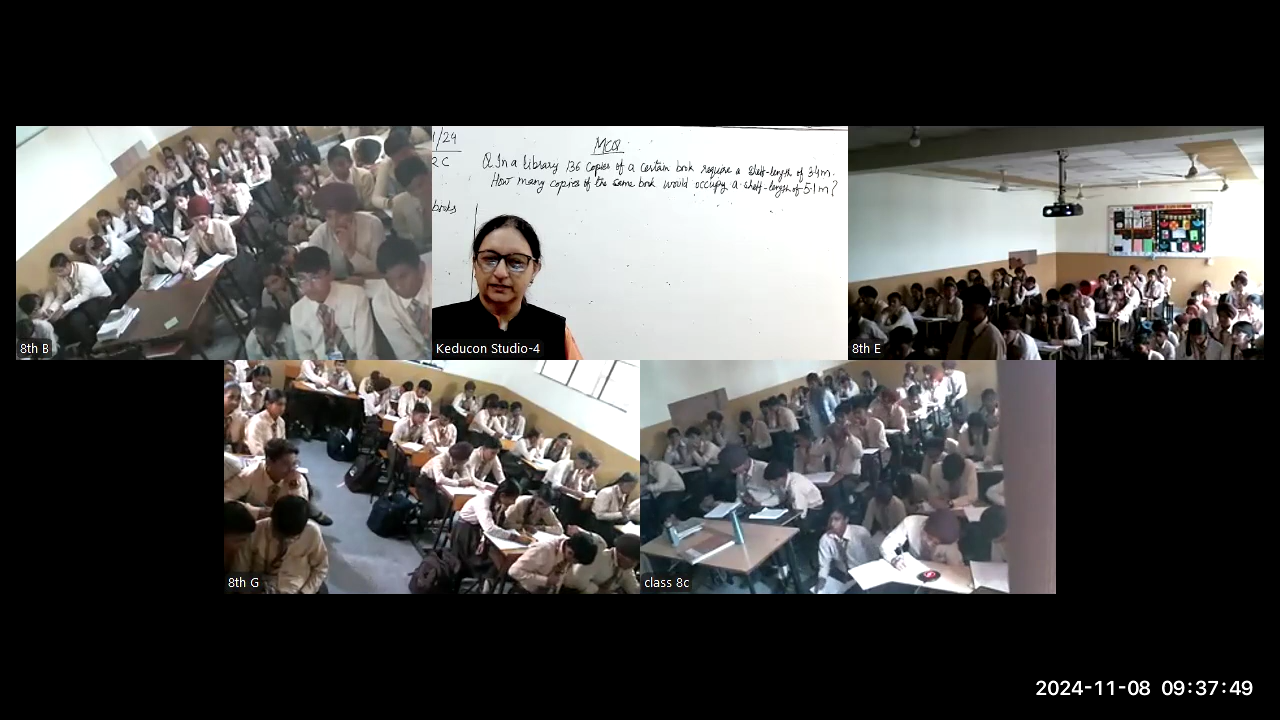 1/24
2C
MCQ
Q. In a library 136 copies of a certain book require a shelf-length of 3.4m.
How many copies of the same book would occupy a shelf-length of 5.1m?
books
8th B
Keducon Studio-4
8th E
8th G
class 8c
2024-11-08 09:37:49